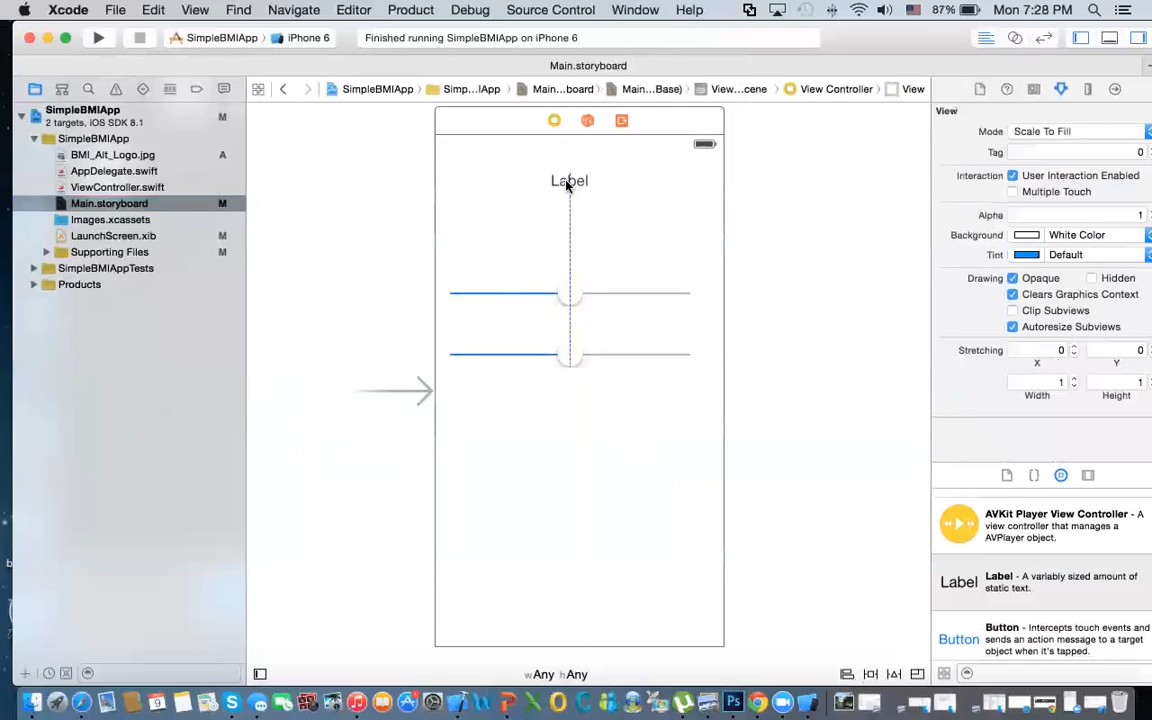 Xcode File Edit View Find Navigate Editor Product Debug Source Control Window Help 87% Mon 7:28 PM
SimpleBMIApp iPhone 6 Finished running SimpleBMIApp on iPhone 6
Main.storyboard
SimpleBMIApp Simp...lApp Main....board Main...Base) View...cene View Controller View
SimpleBMIApp M
2 targets, iOS SDK 8.1
SimpleBMIApp
BMI_Alt_Logo.jpg A
AppDelegate.swift
ViewController.swift
Main.storyboard M
Images.xcassets
LaunchScreen.xib M
Supporting Files M
SimpleBMIAppTests
Products
Label
wAny hAny
View
Mode Scale To Fill
Tag 0
Interaction User Interaction Enabled
Multiple Touch
Alpha 1
Background White Color
Tint Default
Drawing Opaque Hidden
Clears Graphics Context
Clip Subviews
Autoresize Subviews
Stretching 0 0
X Y
1 1
Width Height
AVKit Player View Controller - A
view controller that manages a
AVPlayer object.
Label Label - A variably sized amount of
static text.
Button Button - Intercepts touch events and
sends an action message to a target
object when it's tapped.